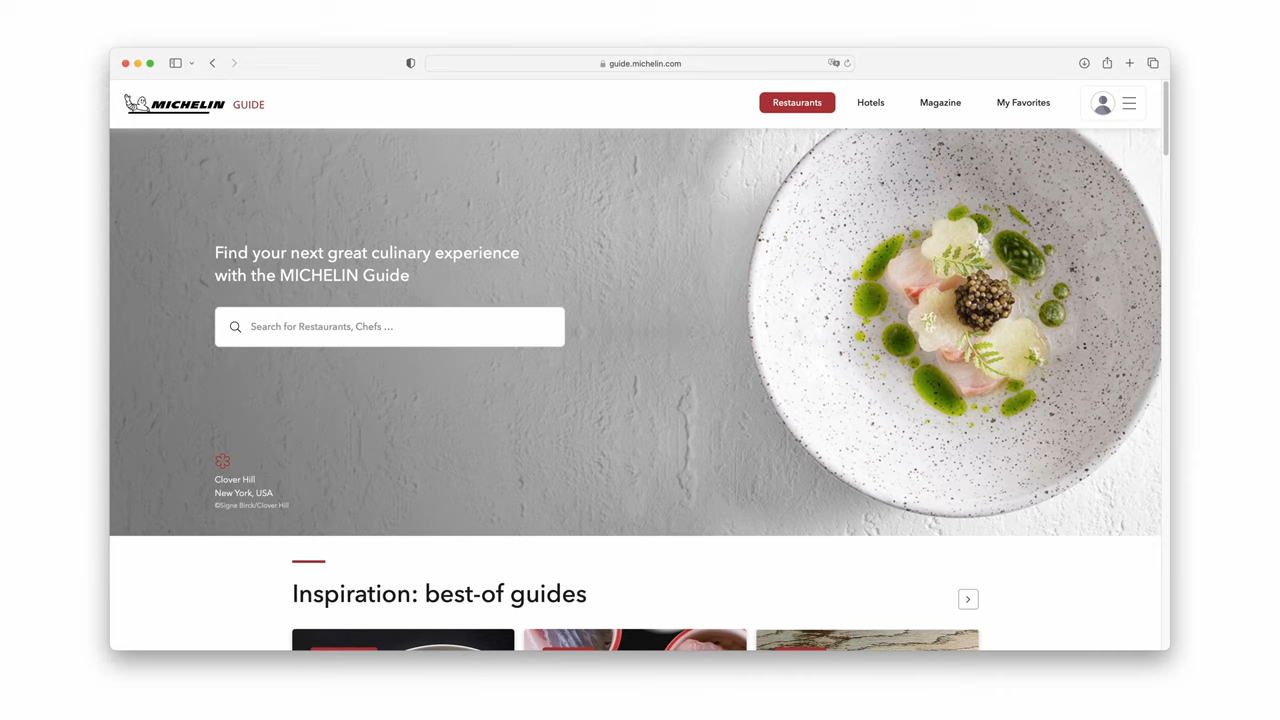 guide.michelin.com
MICHELIN GUIDE
Restaurants
Hotels
Magazine
My Favorites
Find your next great culinary experience
with the MICHELIN Guide
Search for Restaurants, Chefs ...
Clover Hill
New York, USA
©Signe Birck/Clover Hill
Inspiration: best-of guides